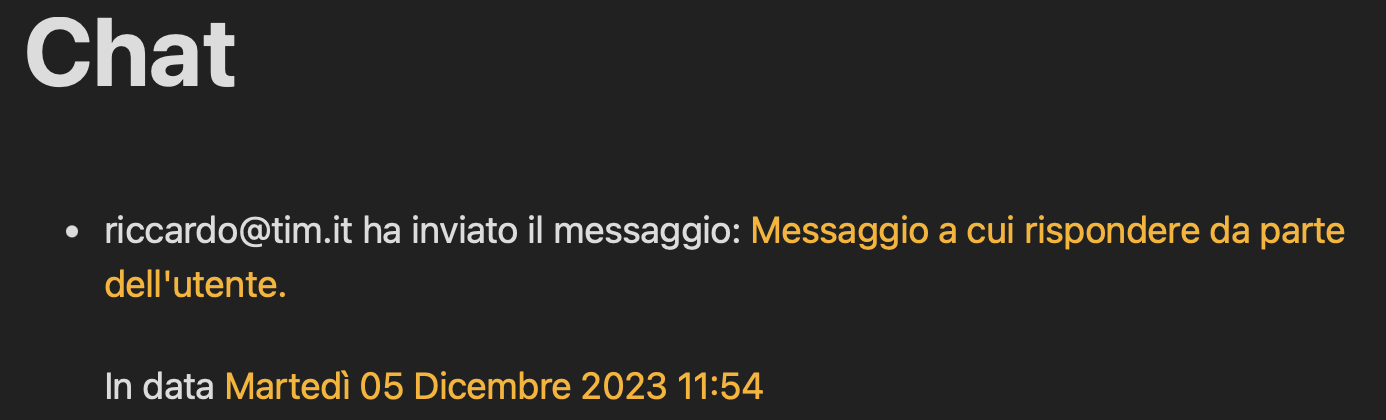 Chat
• riccardo@tim.it ha inviato il messaggio: Messaggio a cui rispondere da parte
dell'utente.
In data Martedì 05 Dicembre 2023 11:54